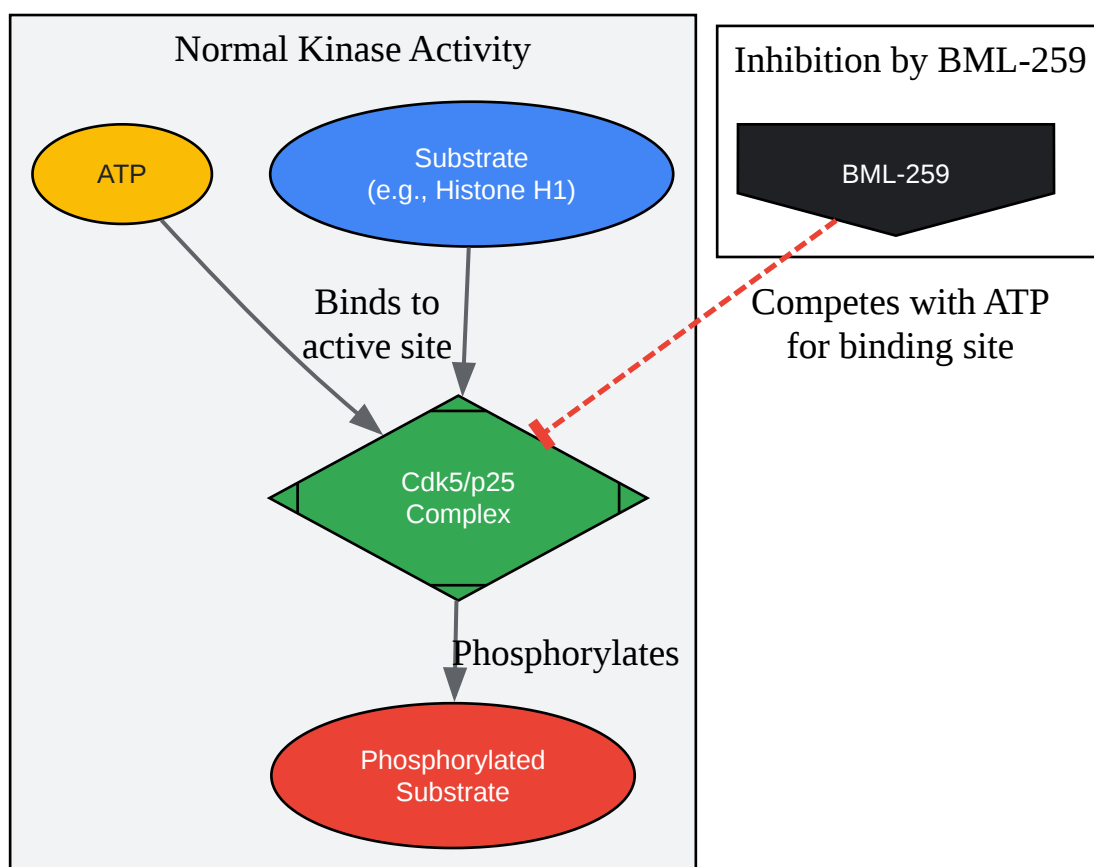 Normal Kinase Activity
Inhibition by BML-259
ATP
Substrate
(e.g., Histone H1)
BML-259
Binds to
active site
Competes with ATP
for binding site
Cdk5/p25
Complex
Phosphorylates
Phosphorylated
Substrate